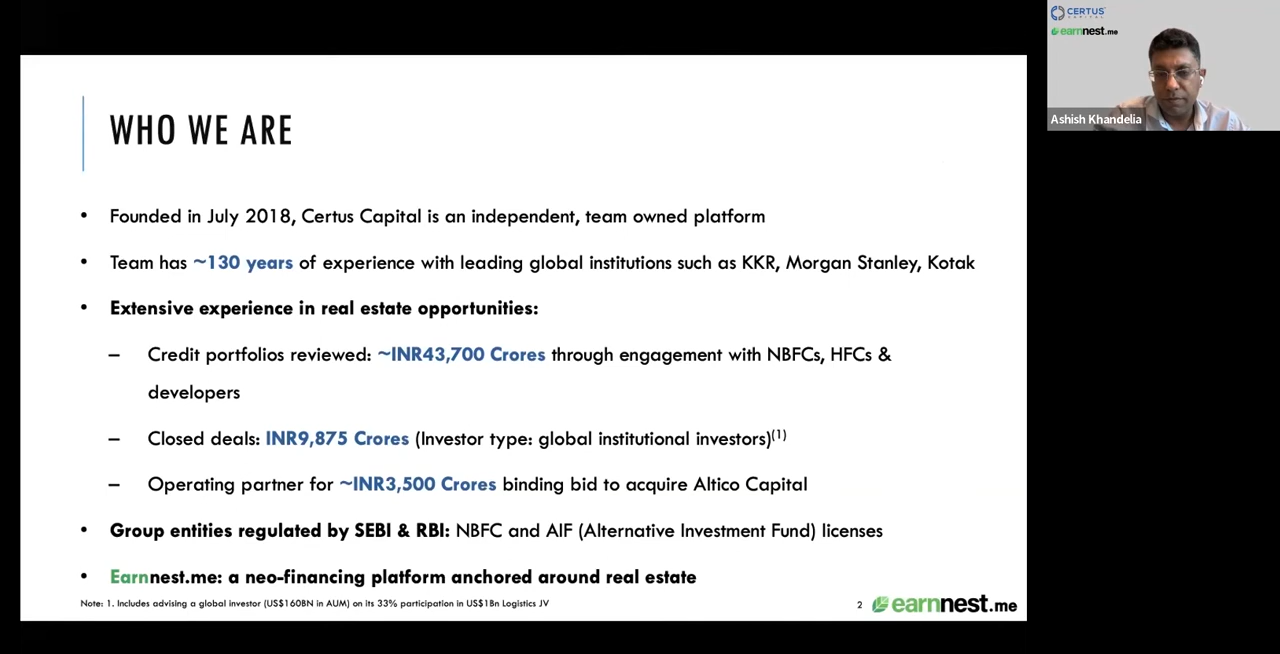 WHO WE ARE
• Founded in July 2018, Certus Capital is an independent, team owned platform
• Team has ~130 years of experience with leading global institutions such as KKR, Morgan Stanley, Kotak
• Extensive experience in real estate opportunities:
– Credit portfolios reviewed: ~INR43,700 Crores through engagement with NBFCs, HFCs &
developers
– Closed deals: INR9,875 Crores (Investor type: global institutional investors)(1)
– Operating partner for ~INR3,500 Crores binding bid to acquire Altico Capital
• Group entities regulated by SEBI & RBI: NBFC and AIF (Alternative Investment Fund) licenses
• Earnnest.me: a neo-financing platform anchored around real estate
Note: 1. Includes advising a global investor (US$160BN in AUM) on its 33% participation in US$1Bn Logistics JV
2
earnnest.me
CERTUS
CAPITAL
earnnest.me
Ashish Khandelia